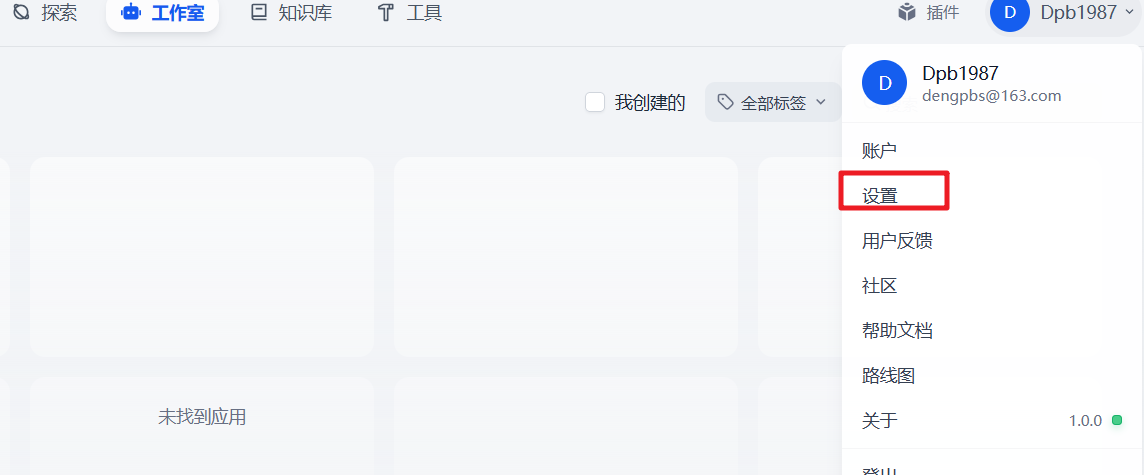 探索 工作室 知识库 工具 插件 D Dpb1987
D Dpb1987
dengpbs@163.com
我创建的 全部标签
账户
设置
用户反馈
社区
帮助文档
路线图
未找到应用
关于 1.0.0